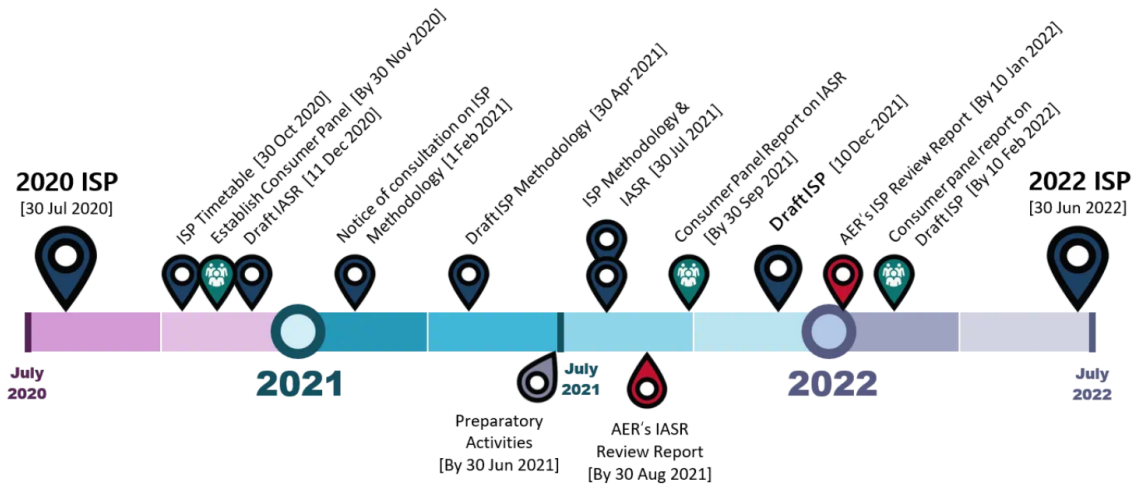 2020 ISP
[30 Jul 2020]
ISP Timetable [30 Oct 2020]
Establish Consumer Panel [By 30 Nov 2020]
Draft IASR [11 Dec 2020]
Notice of consultation on ISP
Methodology [1 Feb 2021]
Draft ISP Methodology [30 Apr 2021]
ISP Methodology &
IASR [30 Jul 2021]
Consumer Panel Report on IASR
[By 30 Sep 2021]
Draft ISP [10 Dec 2021]
AER's ISP Review Report [By 10 Jan 2022]
Consumer panel report on
Draft ISP [By 10 Feb 2022]
2022 ISP
[30 Jun 2022]
July
2020
2021
July
2021
2022
July
2022
Preparatory
Activities
[By 30 Jun 2021]
AER's IASR
Review Report
[By 30 Aug 2021]